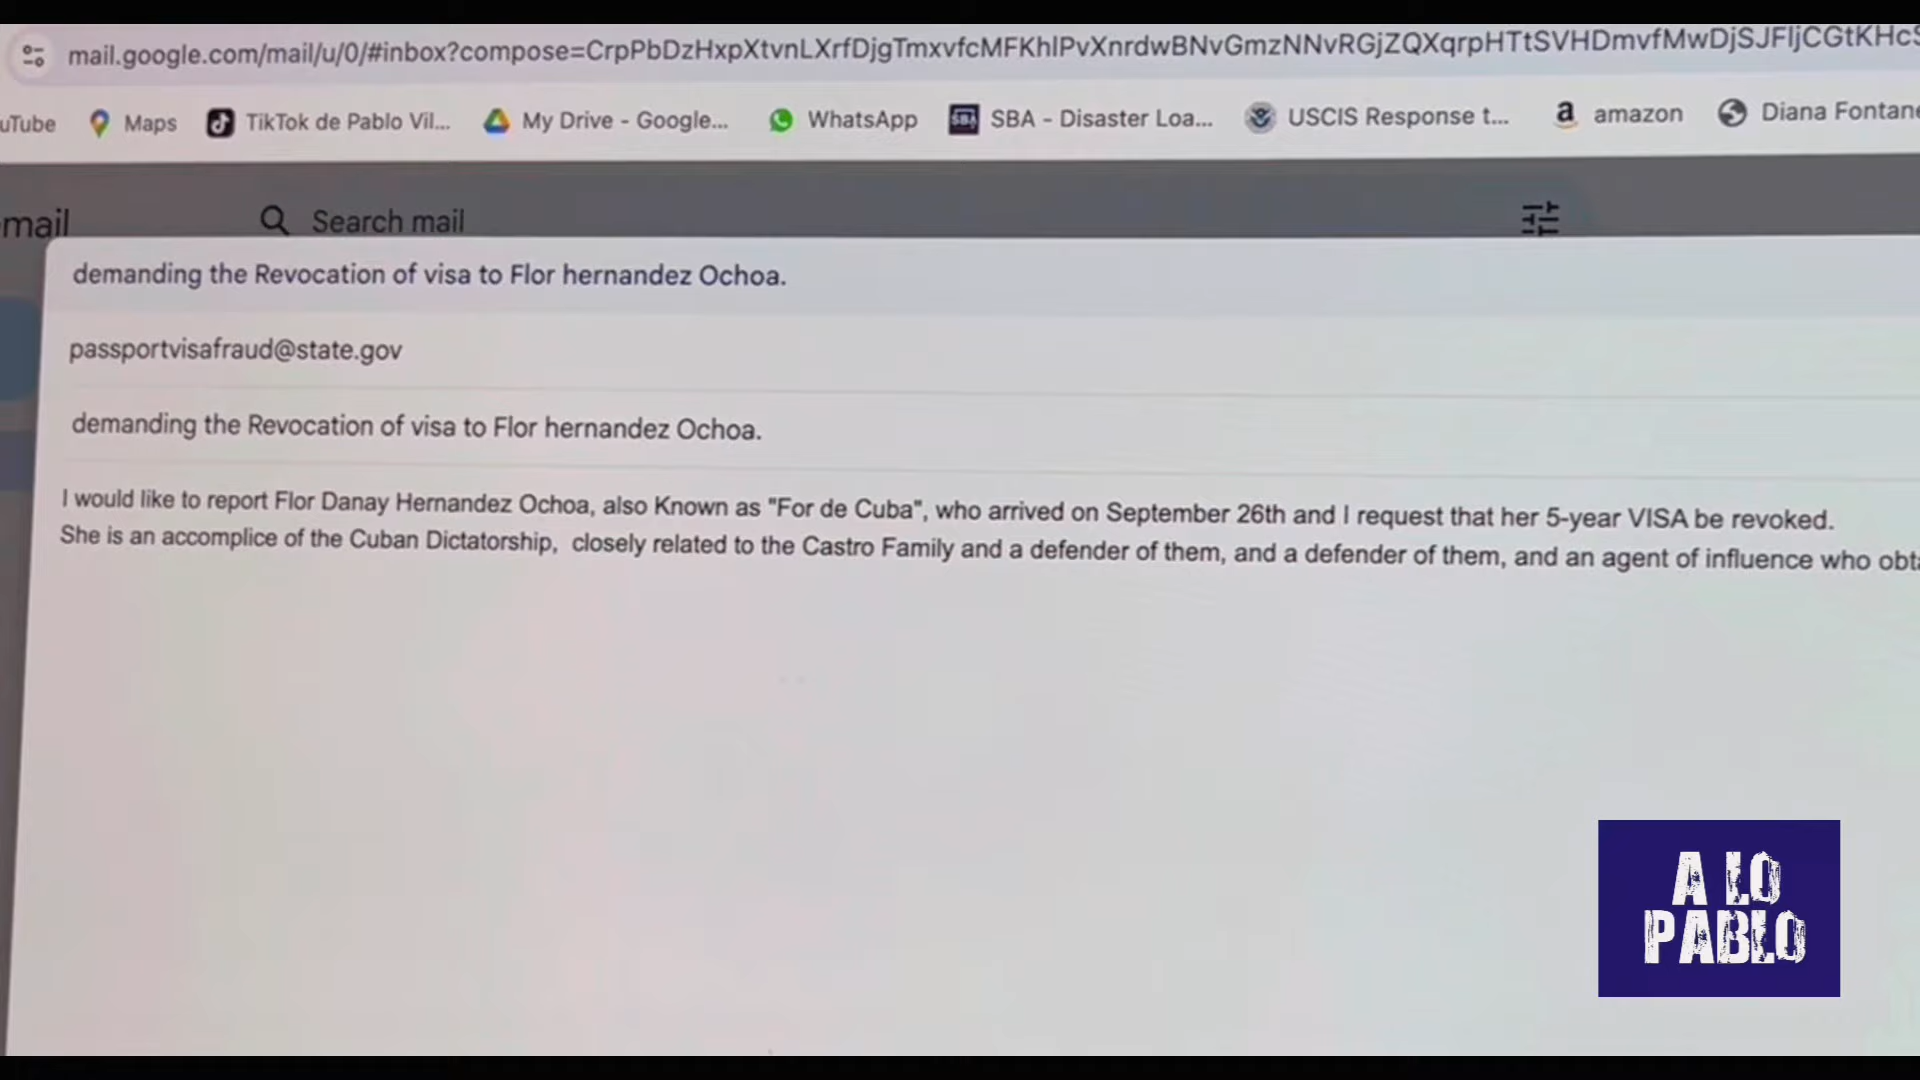 mail.google.com/mail/u/0/#inbox?compose=CrpPbDzHxpXtvnLXrfDjgTmxvfcMFKhlPvXnrdwBNvGmzNNvRGjZQXqrpHTtSVHDmvfMwDjSJFljCGtKHcS
uTube Maps TikTok de Pablo Vil... My Drive - Google... WhatsApp SBA - Disaster Loa... USCIS Response t... amazon Diana Fontane
mail Search mail
demanding the Revocation of visa to Flor hernandez Ochoa.
passportvisafraud@state.gov
demanding the Revocation of visa to Flor hernandez Ochoa.
I would like to report Flor Danay Hernandez Ochoa, also Known as "For de Cuba", who arrived on September 26th and I request that her 5-year VISA be revoked.
She is an accomplice of the Cuban Dictatorship, closely related to the Castro Family and a defender of them, and a defender of them, and an agent of influence who obta
A LO
PABLO